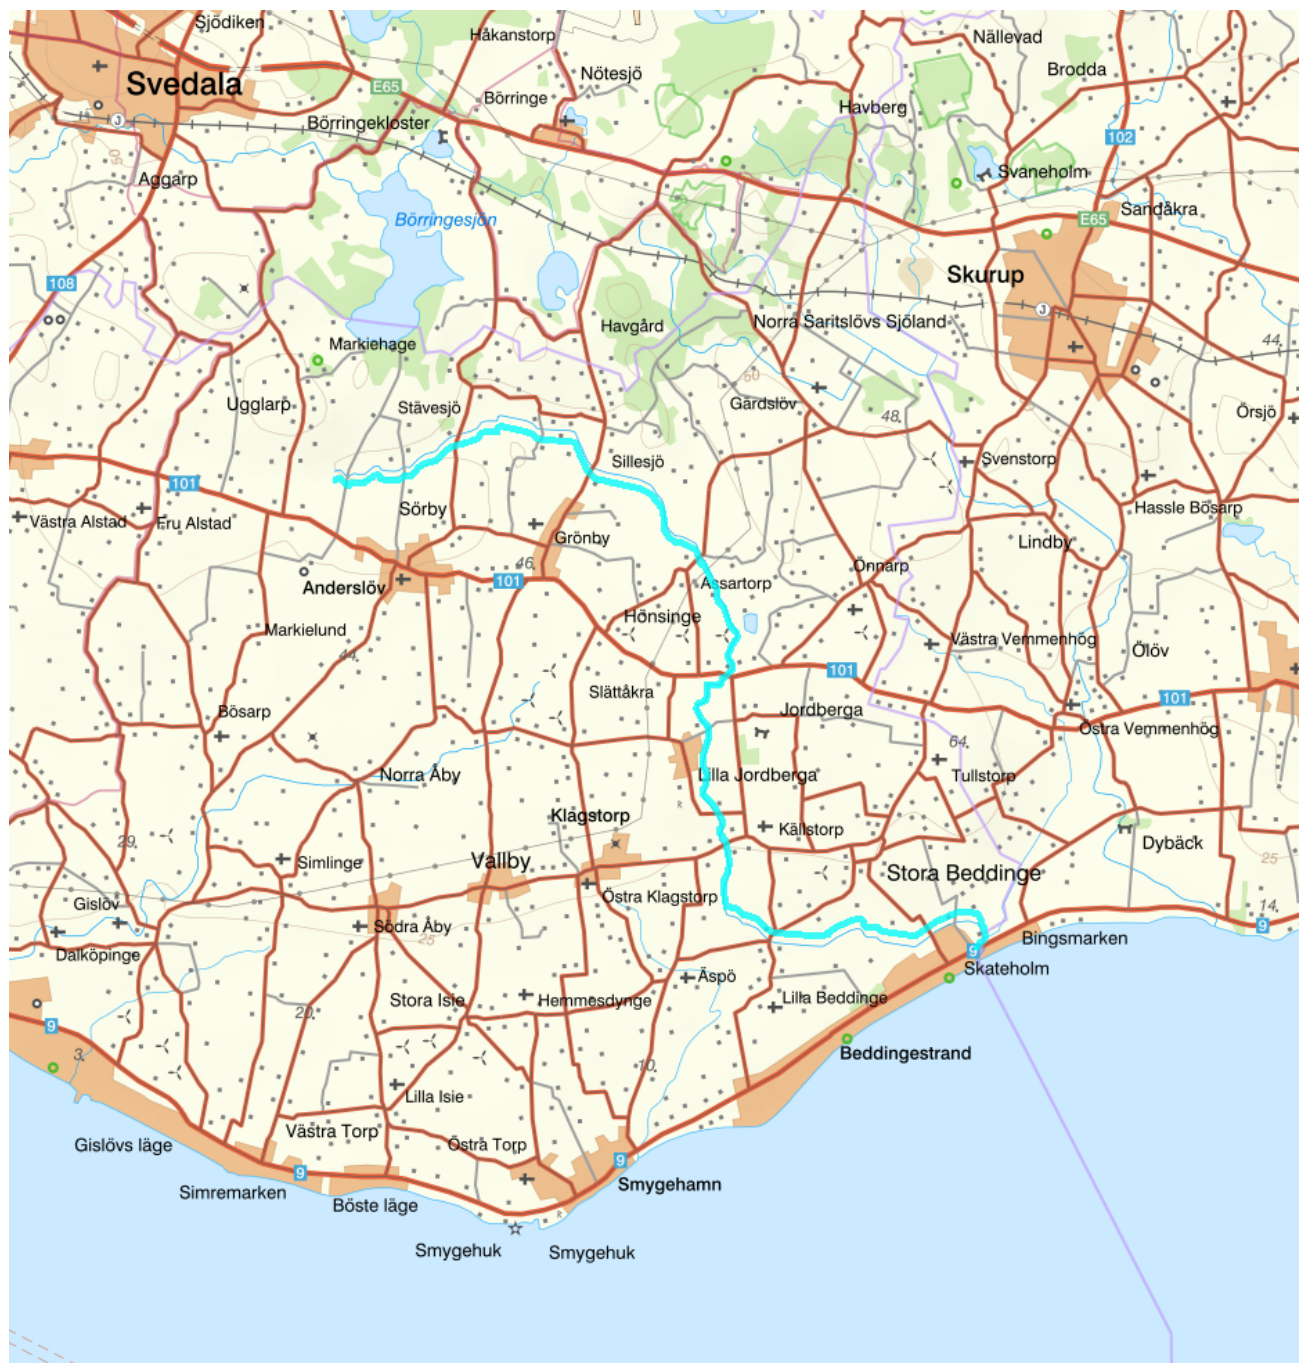 Sjödiken
Håkanstorp
Nällevad
Brodda
Svedala
E65
Nötesjö
Börringe
Havberg
Börringekloster
J
102
Svaneholm
50
Aggarp
Börringesjön
Sandåkra
E65
Skurup
108
Havgård
Norra Saritslövs Sjöland
J
Markiehage
44.
Ugglarp
Stävesjö
50
Gärdslöv
48.
Örsjö
Sillesjö
Svenstorp
101
Sörby
Hassle Bösarp
Västra Alstad
Fru Alstad
Grönby
Lindby
46.
Anderslöv
101
Assartorp
Önnarp
Hönsinge
Markielund
Västra Vemmenhög
Ölöv
44.
101
Slättåkra
101
Bösarp
Jordberga
Östra Vemmenhög
64.
Norra Åby
Lilla Jordberga
Tullstorp
R
Klagstorp
Källstorp
29.
Dybäck
Simlinge
Vallby
Stora Beddinge
25
Östra Klagstorp
Gislöv
14.
Södra Åby
9
25
Bingsmarken
Dalköpinge
9
Skateholm
Äspö
Stora Isie
Hemmesdynge
Lilla Beddinge
20.
9
3.
Beddingestrand
10.
Lilla Isie
Västra Torp
Östra Torp
Gislövs läge
9
9
Smygehamn
Simremarken
Böste läge
R
Smygehuk
Smygehuk